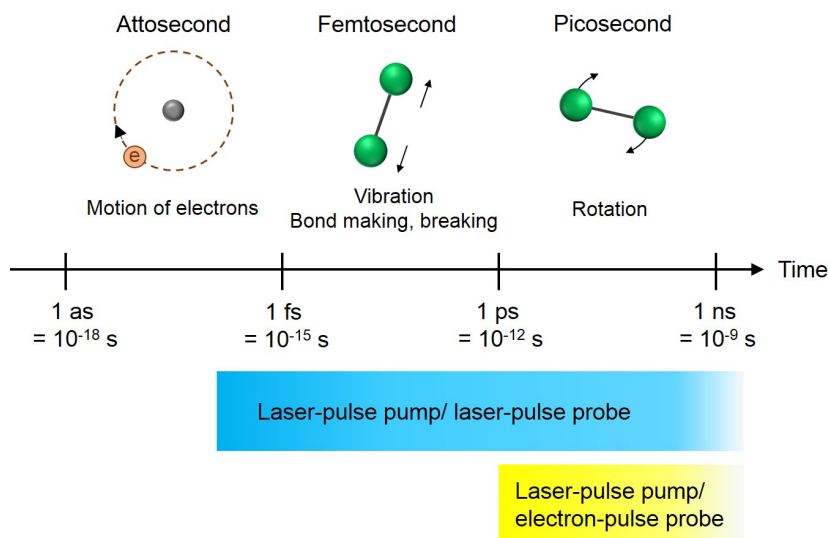 Attosecond
Femtosecond
Picosecond
e
Motion of electrons
Vibration
Bond making, breaking
Rotation
Time
1 as
= 10⁻¹⁸ s
1 fs
= 10⁻¹⁵ s
1 ps
= 10⁻¹² s
1 ns
= 10⁻⁹ s
Laser-pulse pump/ laser-pulse probe
Laser-pulse pump/
electron-pulse probe